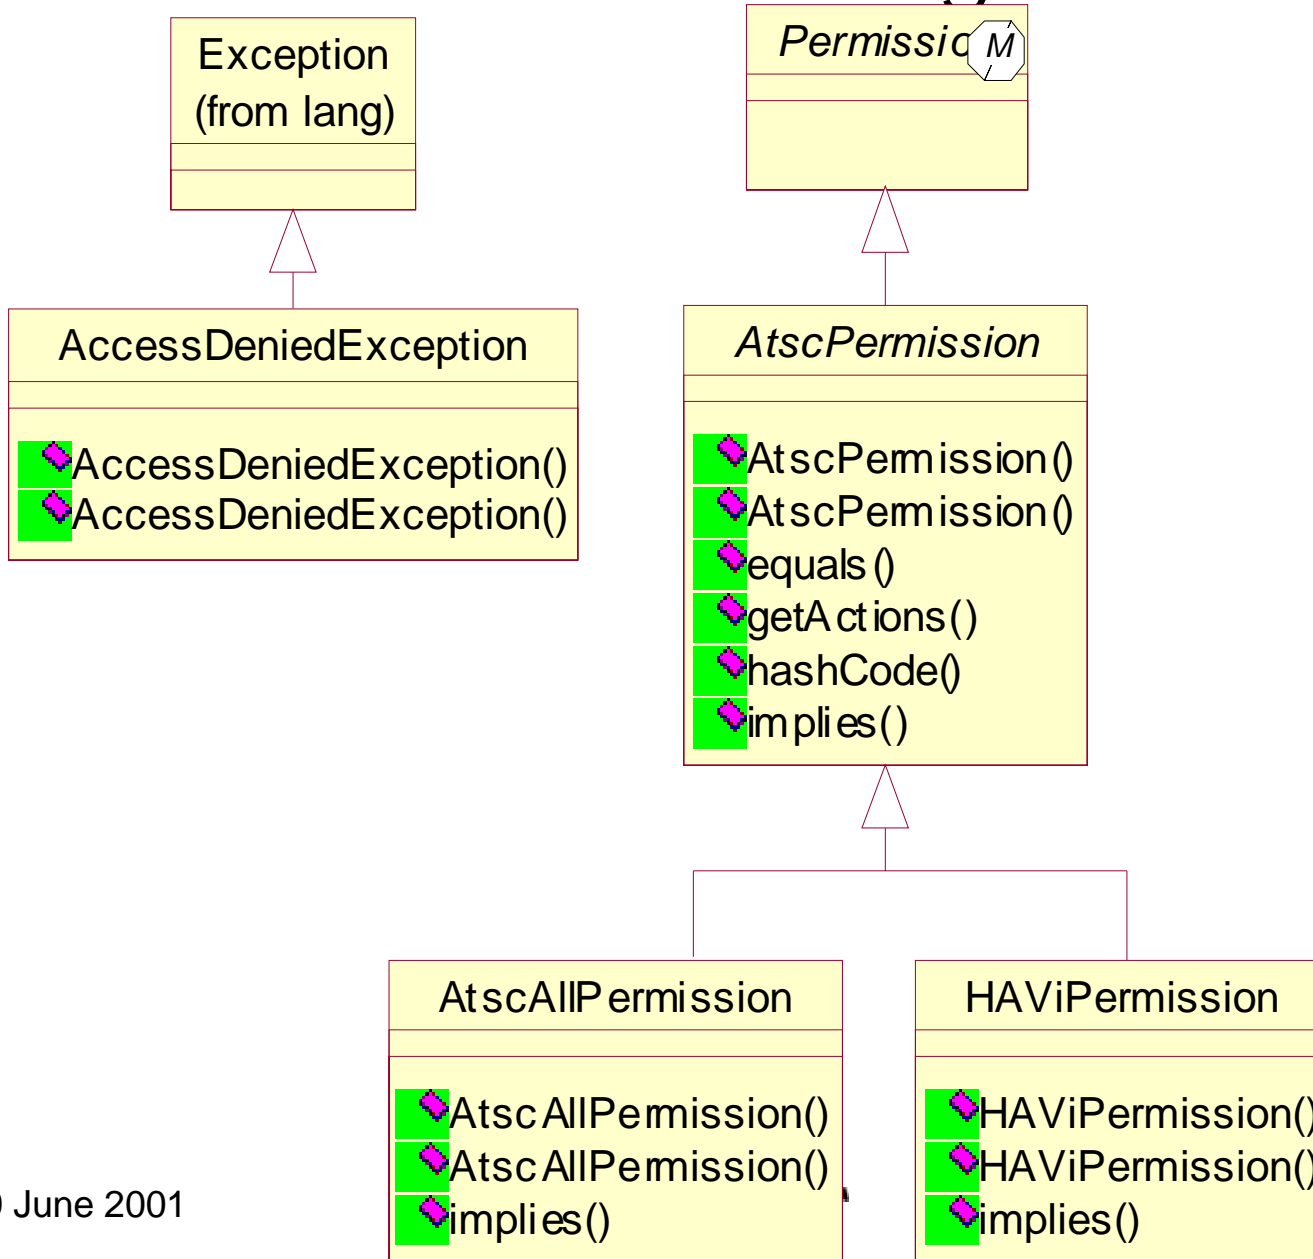 Exception
(from lang)
M
AccessDeniedException
AccessDeniedException()
AccessDeniedException()
AtscPermission
AtscPermission()
AtscPermission()
equals()
getActions()
hashCode()
implies()
AtscAllPermission
AtscAllPermission()
AtscAllPermission()
implies()
HAViPermission
HAViPermission()
HAViPermission()
implies()
June 2001